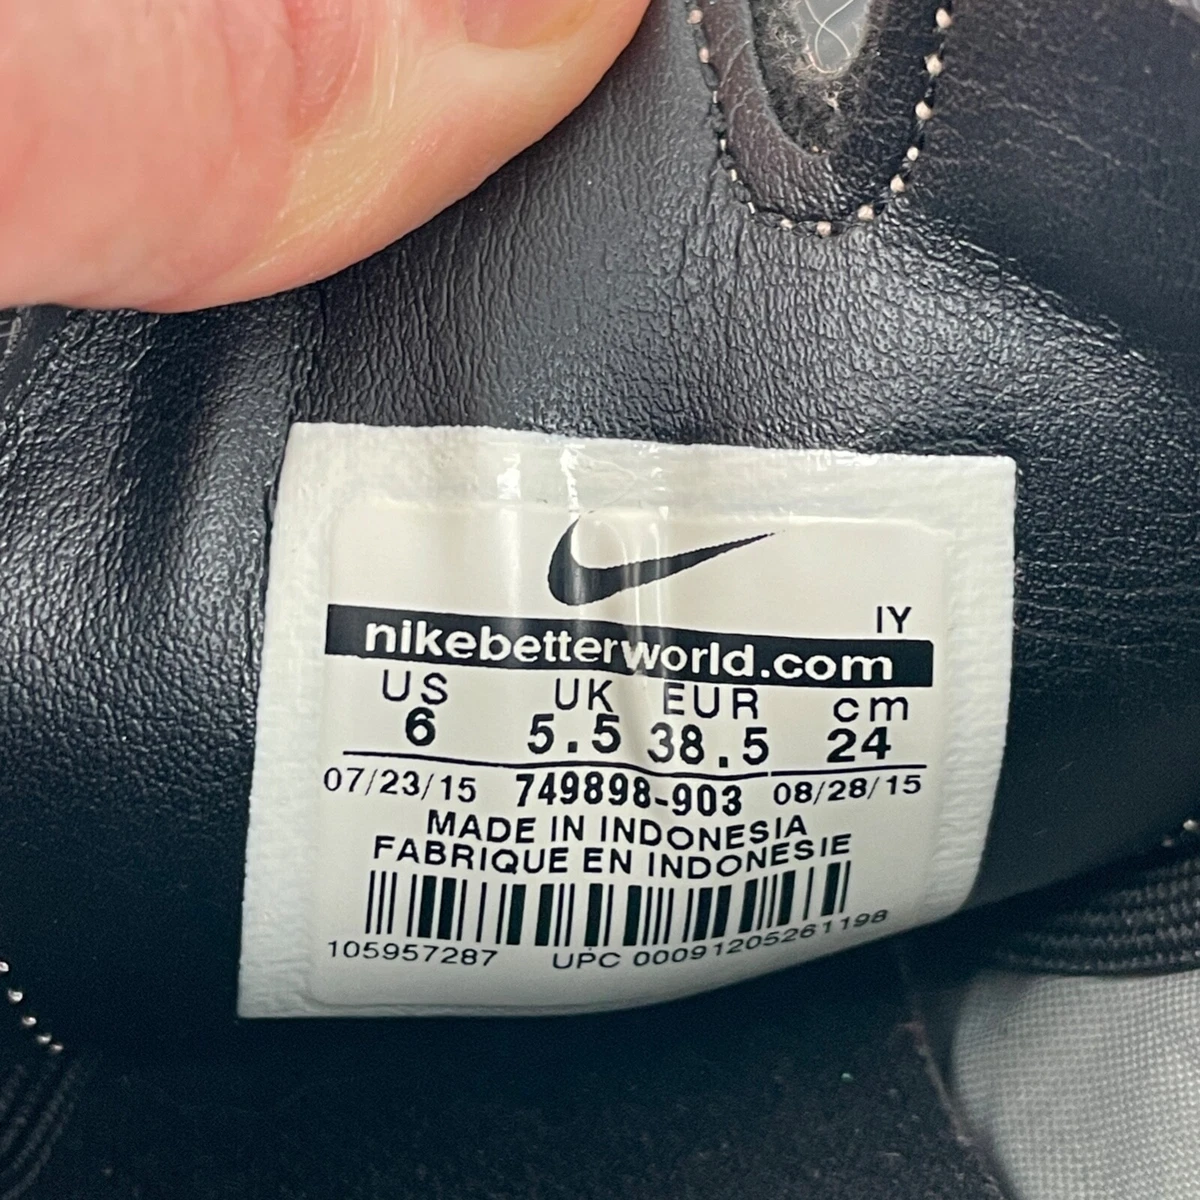 IY
nikebetterworld.com
US UK EUR cm
6 5.5 38.5 24
07/23/15 749898-903 08/28/15
MADE IN INDONESIA
FABRIQUE EN INDONESIE
105957287 UPC 00091205261198